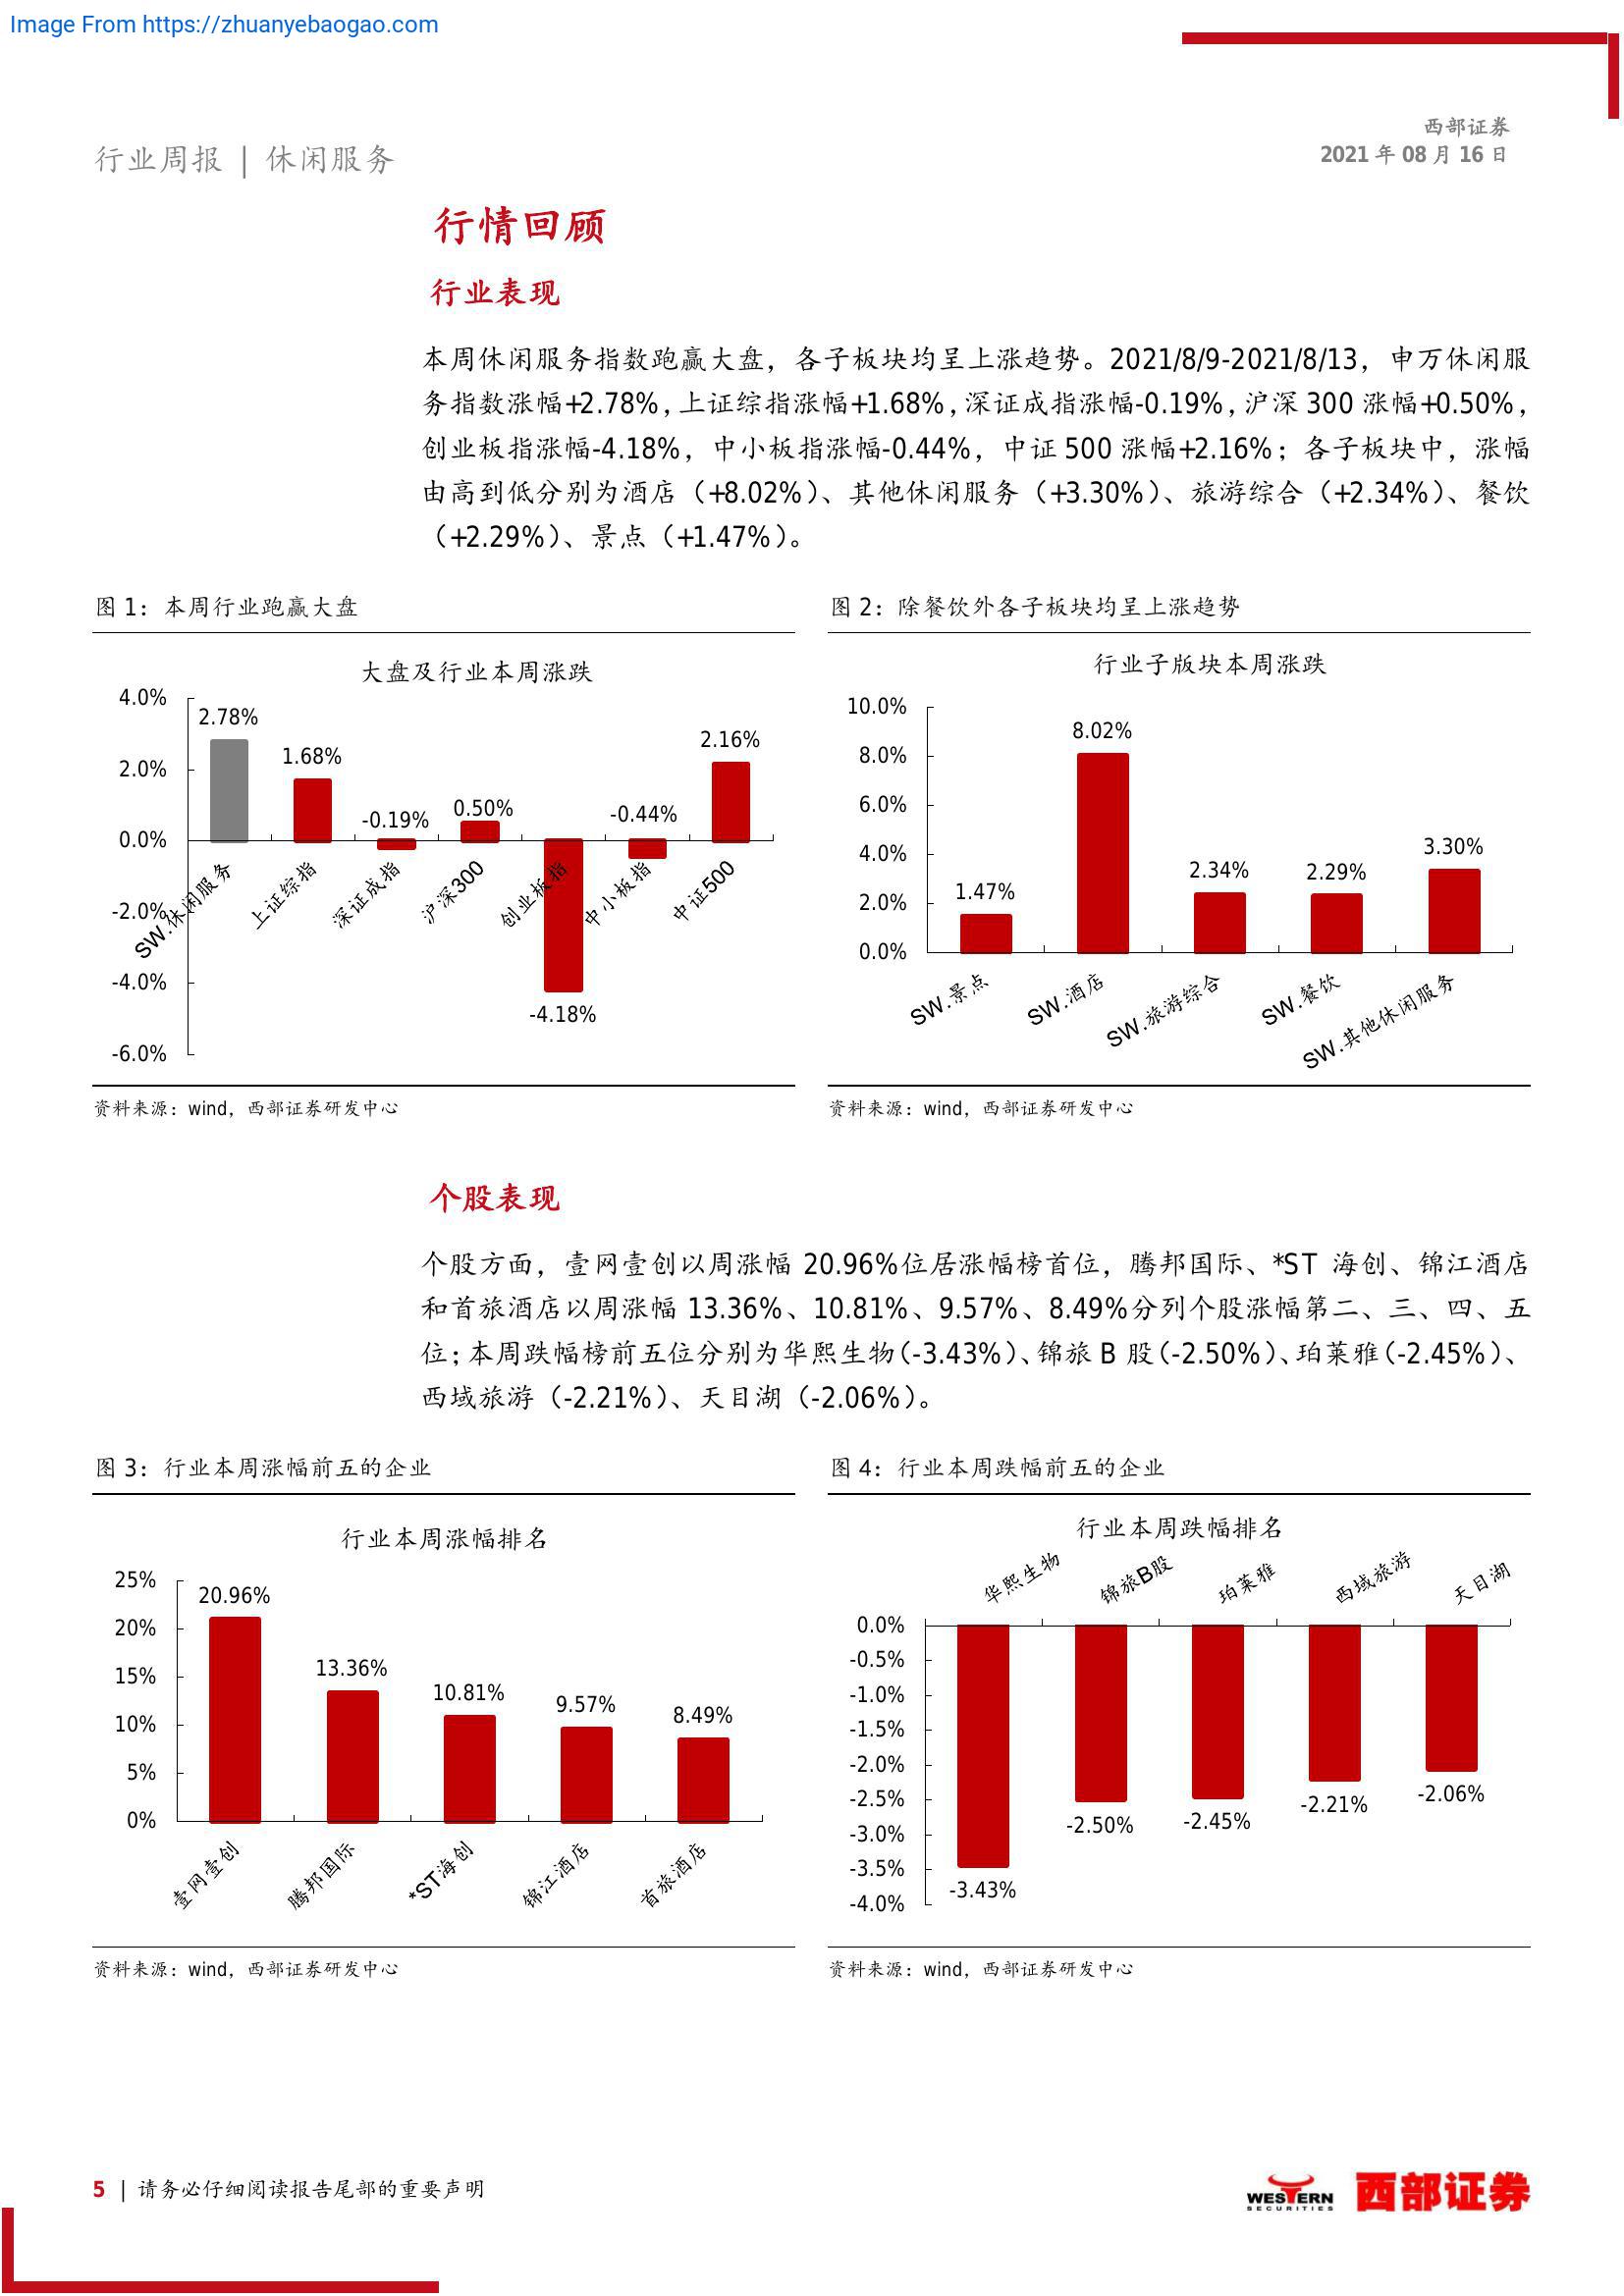 Image From https://zhuanyebaogao.com
行业周报 | 休闲服务
西部证券
2021 年 08 月 16 日
行情回顾
行业表现
本周休闲服务指数跑赢大盘，各子板块均呈上涨趋势。2021/8/9-2021/8/13，申万休闲服
务指数涨幅+2.78%，上证综指涨幅+1.68%，深证成指涨幅-0.19%，沪深 300 涨幅+0.50%，
创业板指涨幅-4.18%，中小板指涨幅-0.44%，中证 500 涨幅+2.16%；各子板块中，涨幅
由高到低分别为酒店（+8.02%）、其他休闲服务（+3.30%）、旅游综合（+2.34%）、餐饮
（+2.29%）、景点（+1.47%）。
图 1：本周行业跑赢大盘
大盘及行业本周涨跌
4.0%
2.0%
0.0%
-2.0%
-4.0%
-6.0%
2.78%
1.68%
-0.19%
0.50%
-4.18%
-0.44%
2.16%
SW.休闲服务
上证综指
深证成指
沪深300
创业板指
中小板指
中证500
资料来源：wind，西部证券研发中心
图 2：除餐饮外各子板块均呈上涨趋势
行业子版块本周涨跌
10.0%
8.0%
6.0%
4.0%
2.0%
0.0%
1.47%
8.02%
2.34%
2.29%
3.30%
SW.景点
SW.酒店
SW.旅游综合
SW.餐饮
SW.其他休闲服务
资料来源：wind，西部证券研发中心
个股表现
个股方面，壹网壹创以周涨幅 20.96%位居涨幅榜首位，腾邦国际、*ST 海创、锦江酒店
和首旅酒店以周涨幅 13.36%、10.81%、9.57%、8.49%分列个股涨幅第二、三、四、五
位；本周跌幅榜前五位分别为华熙生物（-3.43%）、锦旅 B 股（-2.50%）、珀莱雅（-2.45%）、
西域旅游（-2.21%）、天目湖（-2.06%）。
图 3：行业本周涨幅前五的企业
行业本周涨幅排名
25%
20%
15%
10%
5%
0%
20.96%
13.36%
10.81%
9.57%
8.49%
壹网壹创
腾邦国际
*ST海创
锦江酒店
首旅酒店
资料来源：wind，西部证券研发中心
图 4：行业本周跌幅前五的企业
行业本周跌幅排名
华熙生物
锦旅B股
珀莱雅
西域旅游
天目湖
0.0%
-0.5%
-1.0%
-1.5%
-2.0%
-2.5%
-3.0%
-3.5%
-4.0%
-3.43%
-2.50%
-2.45%
-2.21%
-2.06%
资料来源：wind，西部证券研发中心
5 | 请务必仔细阅读报告尾部的重要声明
WESTERN
SECURITIES
西部证券